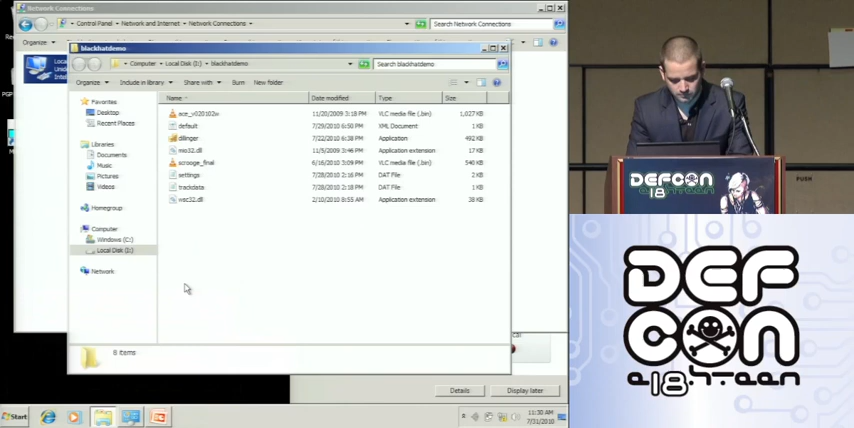 Network Connections
Control Panel Network and Internet Network Connections
Search Network Connections
Organize
blackhatdemo
Computer Local Disk (I:) blackhatdemo
Search blackhatdemo
Organize Include in library Share with Burn New folder
Name Date modified Type Size
Favorites
Desktop
Recent Places
Libraries
Documents
Music
Pictures
Videos
Homegroup
Computer
Windows (C:)
Local Disk (I:)
Network
ace_v020102w 11/20/2009 3:18 PM VLC media file (.bin) 1,027 KB
default 7/29/2010 6:50 PM XML Document 1 KB
dillinger 7/22/2010 6:38 PM Application 492 KB
mio32.dll 11/5/2009 3:46 PM Application extension 17 KB
scrooge_final 6/16/2010 3:09 PM VLC media file (.bin) 540 KB
settings 7/28/2010 2:16 PM DAT File 2 KB
trackdata 7/28/2010 2:18 PM DAT File 1 KB
wsc32.dll 2/10/2010 8:55 AM Application extension 38 KB
8 items
Details Display later
Start
11:30 AM
7/31/2010
DEFCON
18
PUSH
DEF
CON
18